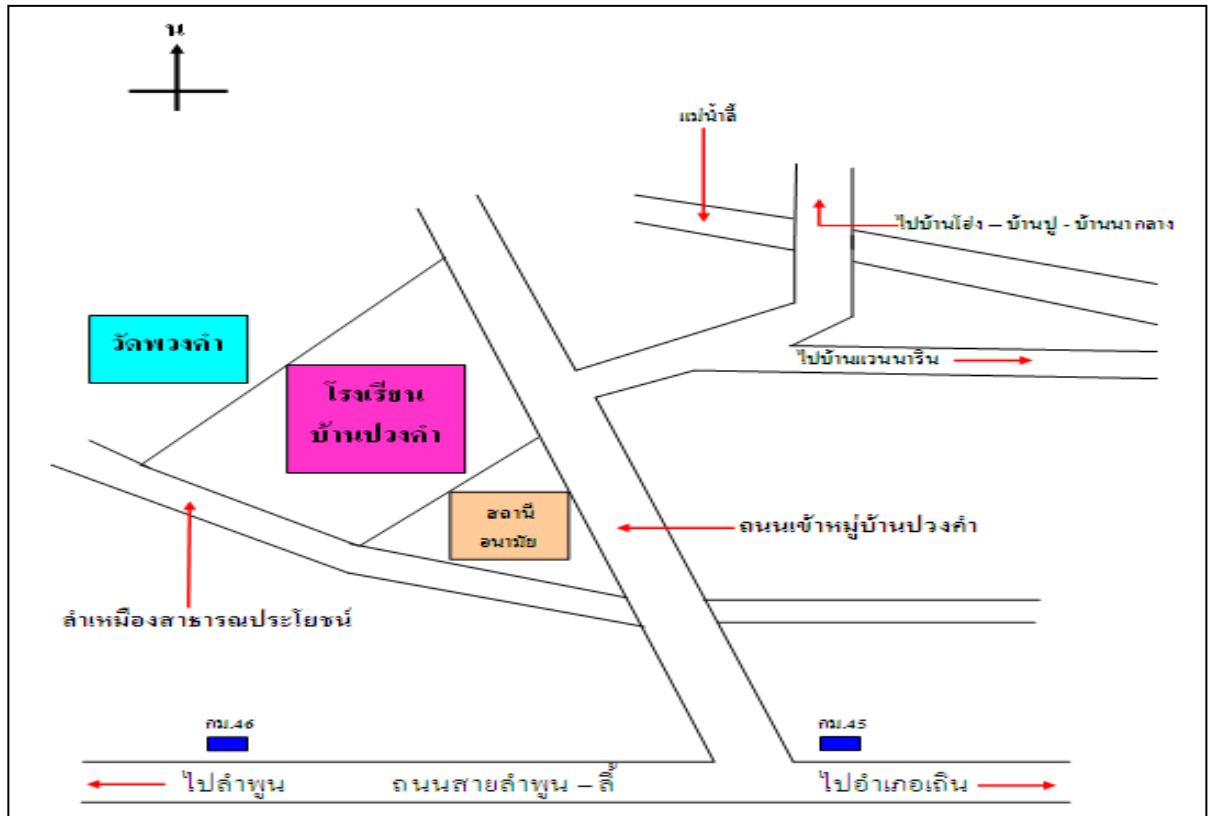 น
แม่น้ำลี้
ไปบ้านโฮ่ง – บ้านปู - บ้านนากลาง
วัดพวงคำ
ไปบ้านแวนนาริน
โรงเรียน
บ้านปวงคำ
สถานี
อนามัย
ถนนเข้าหมู่บ้านปวงคำ
ลำเหมืองสาธารณประโยชน์
กม.46
กม.45
ไปลำพูน
ถนนสายลำพูน – ลี้
ไปอำเภอเถิน